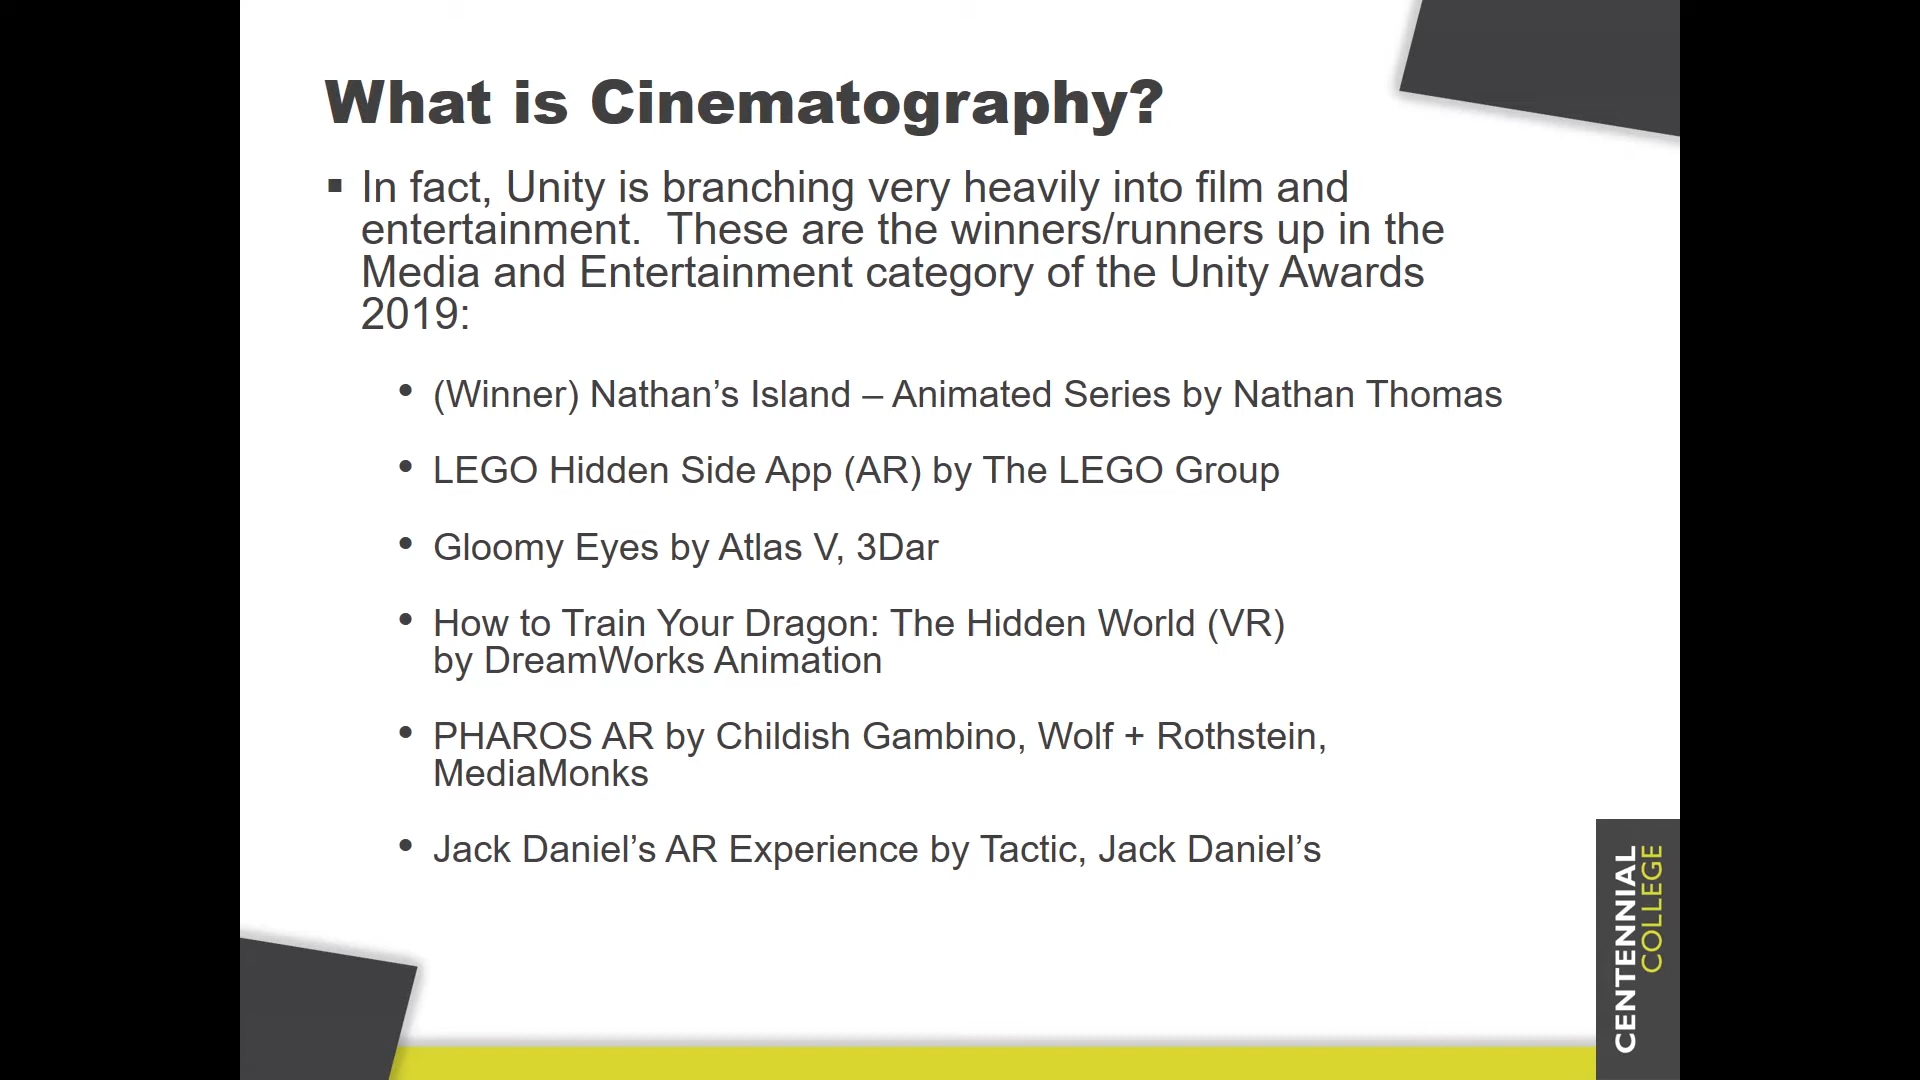 What is Cinematography?
▪ In fact, Unity is branching very heavily into film and
entertainment.  These are the winners/runners up in the
Media and Entertainment category of the Unity Awards
2019:
• (Winner) Nathan’s Island – Animated Series by Nathan Thomas
• LEGO Hidden Side App (AR) by The LEGO Group
• Gloomy Eyes by Atlas V, 3Dar
• How to Train Your Dragon: The Hidden World (VR)
by DreamWorks Animation
• PHAROS AR by Childish Gambino, Wolf + Rothstein,
MediaMonks
• Jack Daniel’s AR Experience by Tactic, Jack Daniel’s
CENTENNIAL
COLLEGE